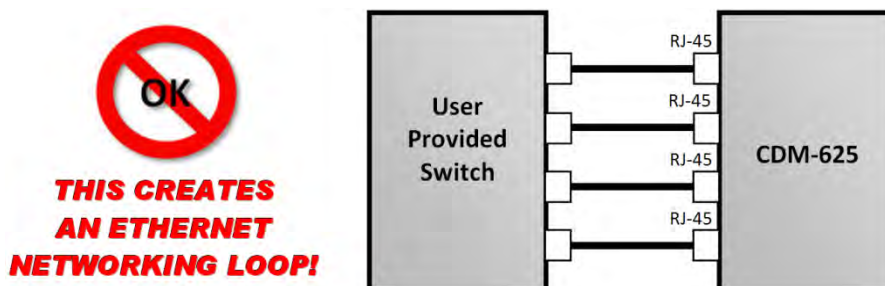 OK
THIS CREATES
AN ETHERNET
NETWORKING LOOP!
User
Provided
Switch
RJ-45
RJ-45
RJ-45
RJ-45
CDM-625